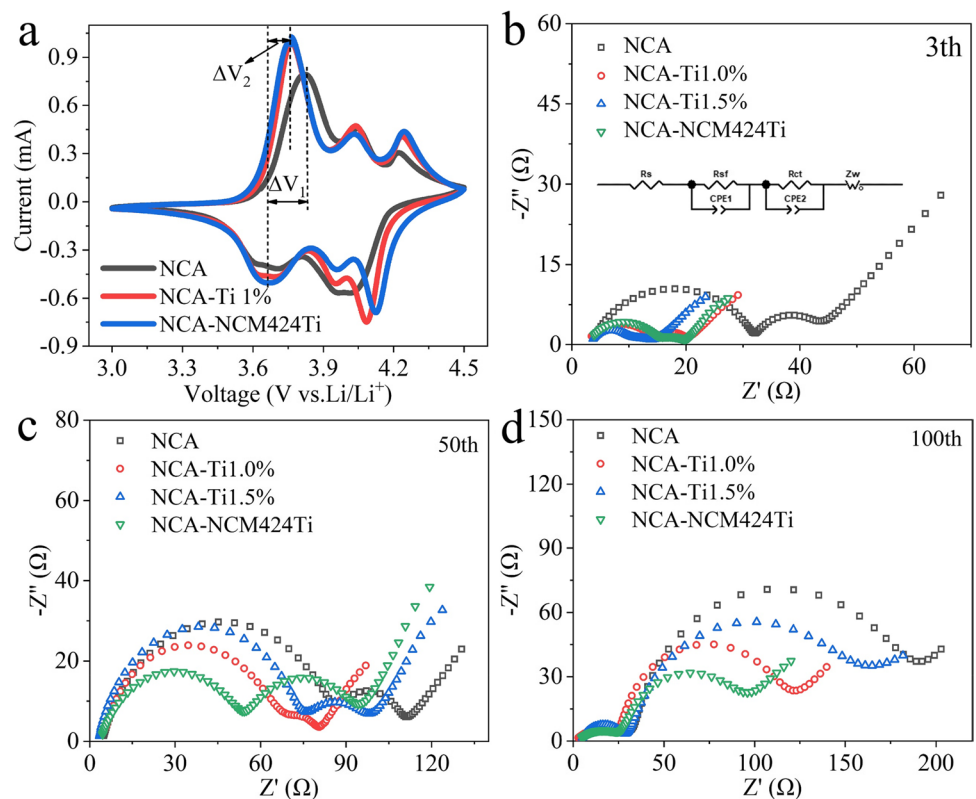 a
ΔV₂
ΔV₁
NCA
NCA-Ti 1%
NCA-NCM424Ti
Current (mA)
1.0
0.9
0.6
0.3
0.0
-0.3
-0.6
-0.9
3.0 3.3 3.6 3.9 4.2 4.5
Voltage (V vs.Li/Li⁺)
b
3th
NCA
NCA-Ti1.0%
NCA-Ti1.5%
NCA-NCM424Ti
Rs Rsf Rct Zw
CPE1 CPE2
-Z'' (Ω)
60
45
30
15
0
0 20 40 60
Z' (Ω)
c
50th
NCA
NCA-Ti1.0%
NCA-Ti1.5%
NCA-NCM424Ti
-Z'' (Ω)
80
60
40
20
0
0 30 60 90 120
Z' (Ω)
d
100th
NCA
NCA-Ti1.0%
NCA-Ti1.5%
NCA-NCM424Ti
-Z'' (Ω)
150
120
90
60
30
0
0 50 100 150 200
Z' (Ω)